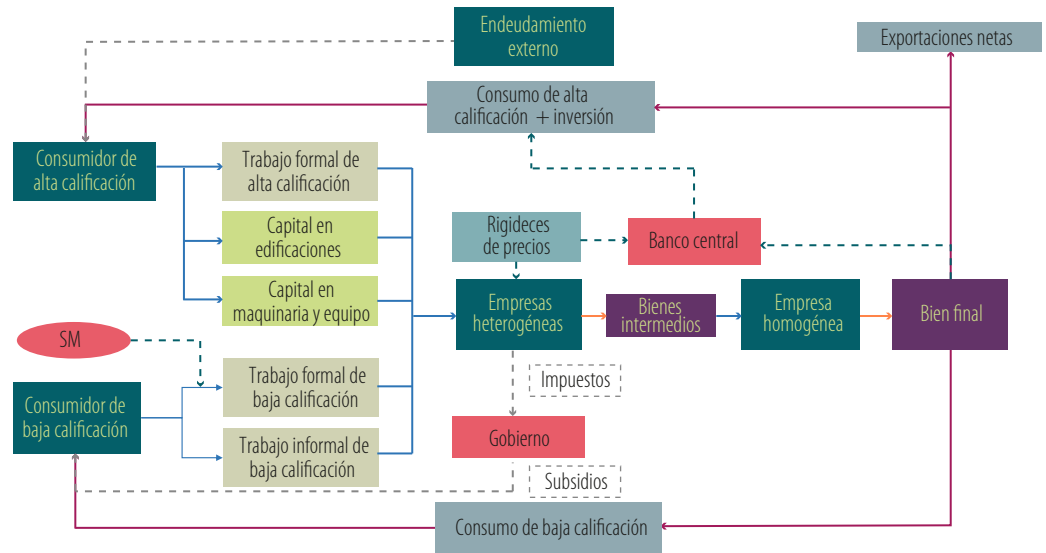 Endeudamiento
externo
Exportaciones netas
Consumo de alta
calificación + inversión
Consumidor de
alta calificación
Trabajo formal de
alta calificación
Capital en
edificaciones
Rigideces
de precios
Banco central
Capital en
maquinaria y equipo
Empresas
heterogéneas
Bienes
intermedios
Empresa
homogénea
Bien final
SM
Trabajo formal de
baja calificación
Impuestos
Consumidor de
baja calificación
Trabajo informal de
baja calificación
Gobierno
Subsidios
Consumo de baja calificación